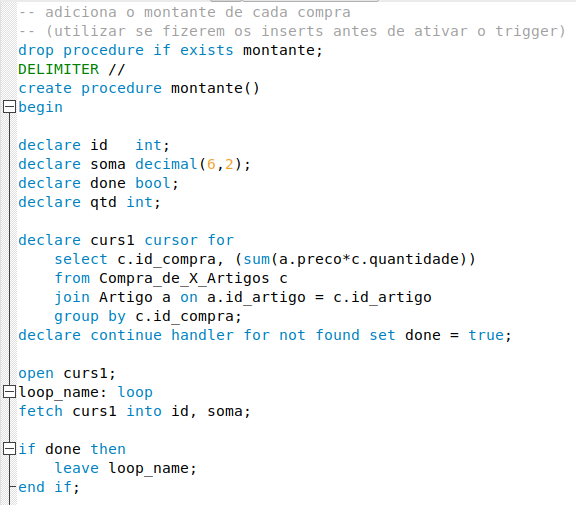 -- adiciona o montante de cada compra
-- (utilizar se fizerem os inserts antes de ativar o trigger)
drop procedure if exists montante;
DELIMITER //
create procedure montante()
begin
declare id   int;
declare soma decimal(6,2);
declare done bool;
declare qtd int;
declare curs1 cursor for
    select c.id_compra, (sum(a.preco*c.quantidade))
    from Compra_de_X_Artigos c
    join Artigo a on a.id_artigo = c.id_artigo
    group by c.id_compra;
declare continue handler for not found set done = true;
open curs1;
loop_name: loop
fetch curs1 into id, soma;
if done then
    leave loop_name;
end if;